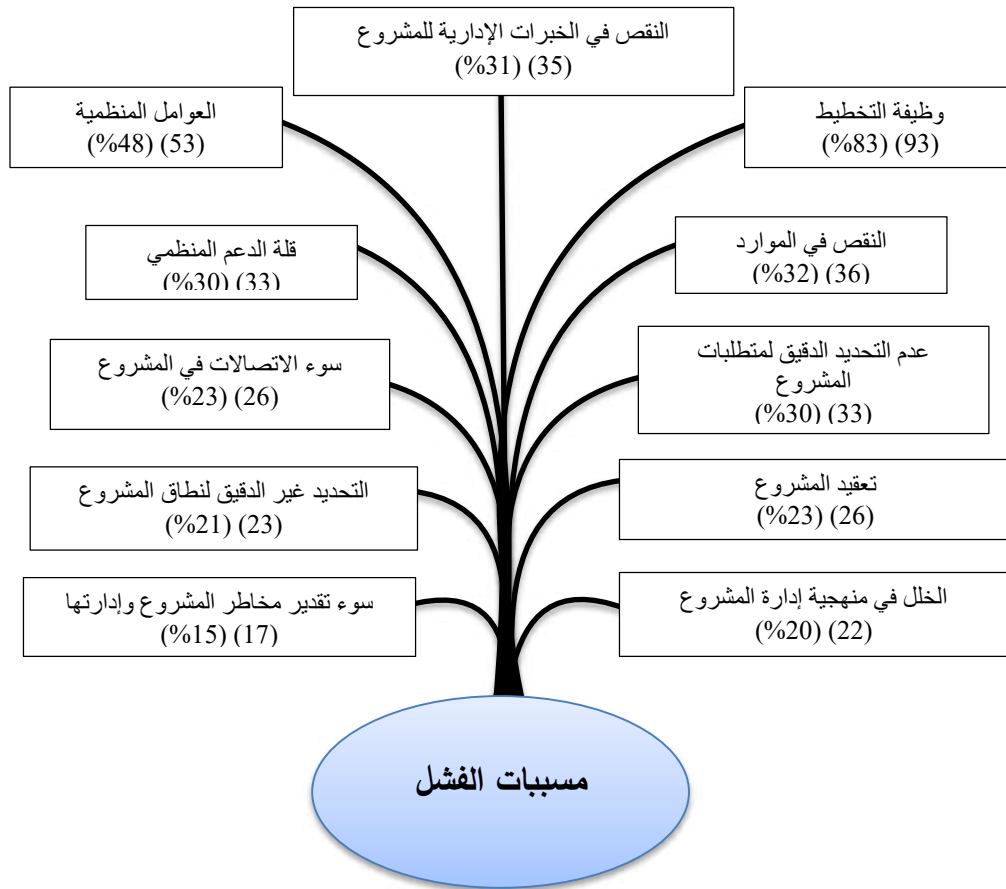 النقص في الخبرات الإدارية للمشروع
(35) (31%)
وظيفة التخطيط
(93) (83%)
العوامل المنظمية
(53) (48%)
النقص في الموارد
(36) (32%)
قلة الدعم المنظمي
(33) (30%)
عدم التحديد الدقيق لمتطلبات
المشروع
(33) (30%)
سوء الاتصالات في المشروع
(26) (23%)
تعقيد المشروع
(26) (23%)
التحديد غير الدقيق لنطاق المشروع
(23) (21%)
الخلل في منهجية إدارة المشروع
(22) (20%)
سوء تقدير مخاطر المشروع وإدارتها
(17) (15%)
مسببات الفشل